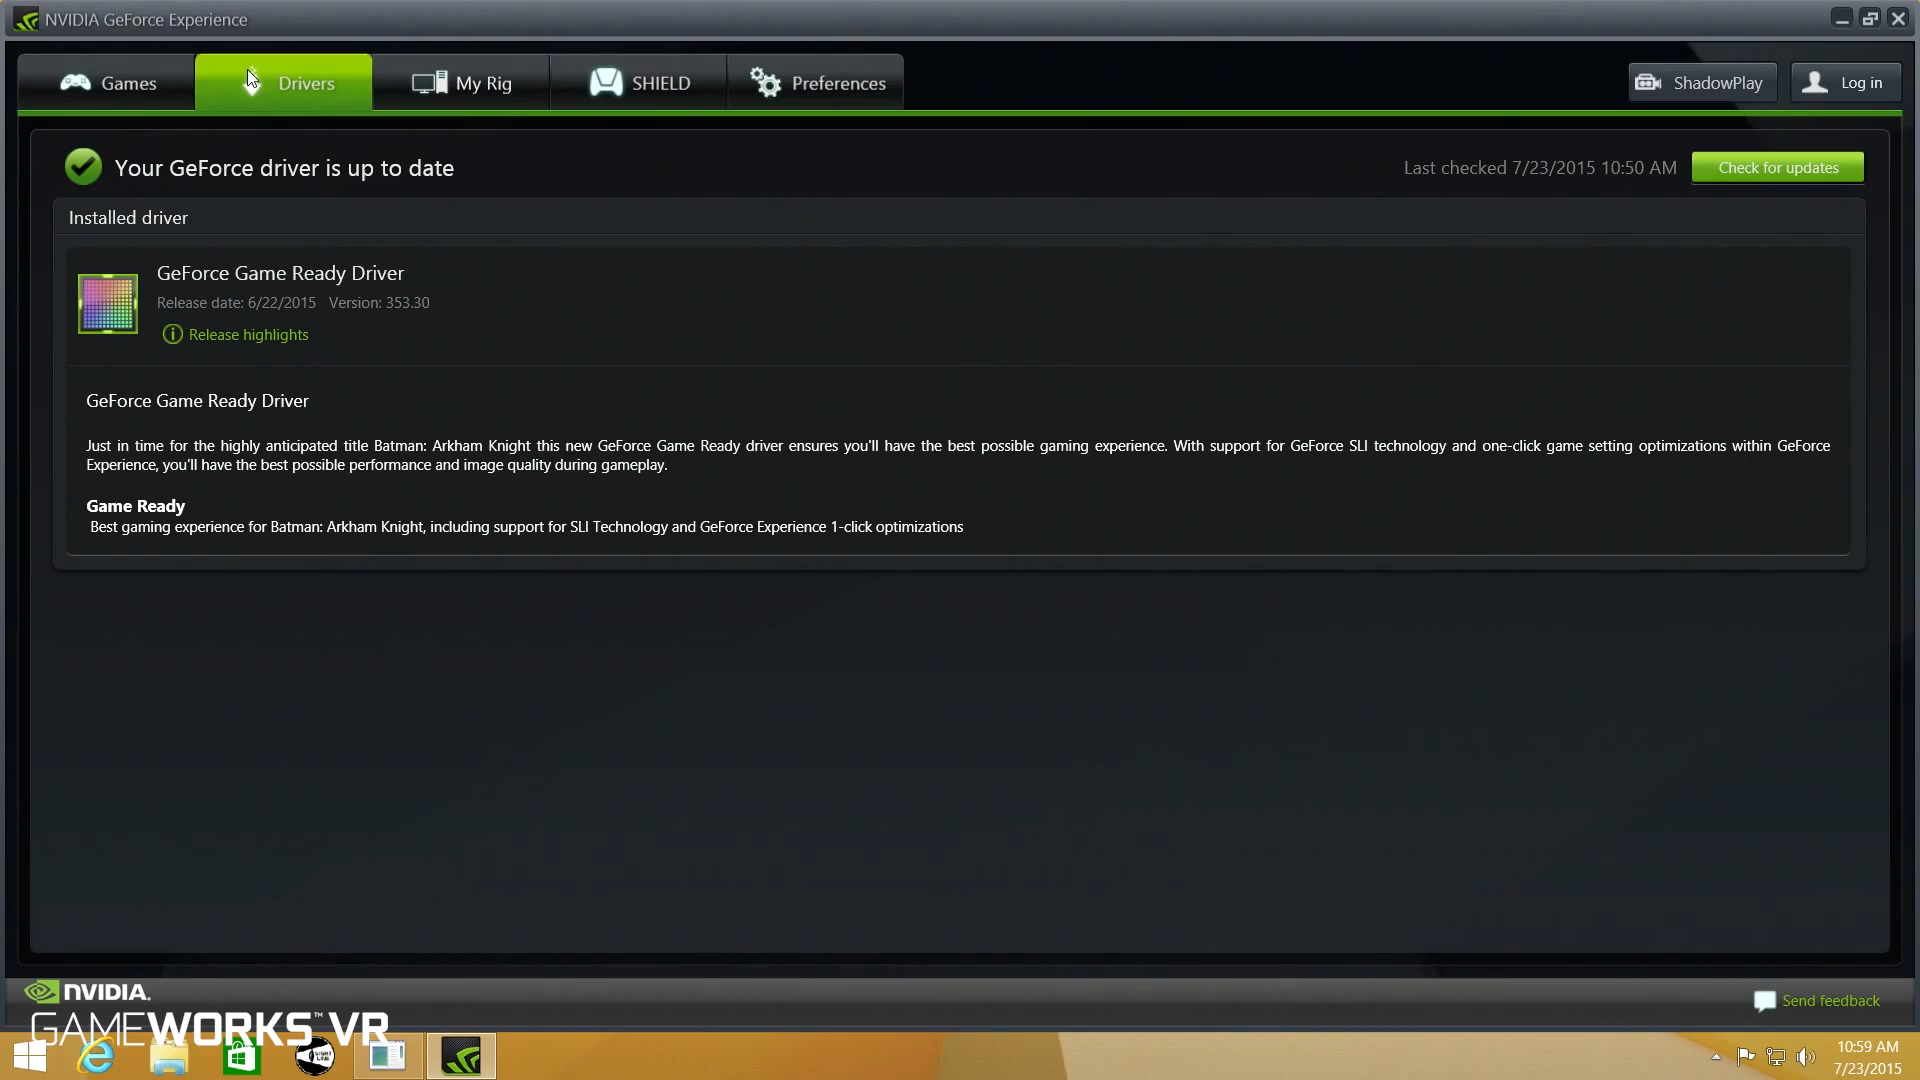 NVIDIA GeForce Experience
Games
Drivers
My Rig
SHIELD
Preferences
ShadowPlay
Log in
Your GeForce driver is up to date
Last checked 7/23/2015 10:50 AM
Check for updates
Installed driver
GeForce Game Ready Driver
Release date: 6/22/2015 Version: 353.30
Release highlights
GeForce Game Ready Driver
Just in time for the highly anticipated title Batman: Arkham Knight this new GeForce Game Ready driver ensures you'll have the best possible gaming experience. With support for GeForce SLI technology and one-click game setting optimizations within GeForce
Experience, you'll have the best possible performance and image quality during gameplay.
Game Ready
Best gaming experience for Batman: Arkham Knight, including support for SLI Technology and GeForce Experience 1-click optimizations
NVIDIA.
GAMEWORKS™ VR
Send feedback
10:59 AM
7/23/2015